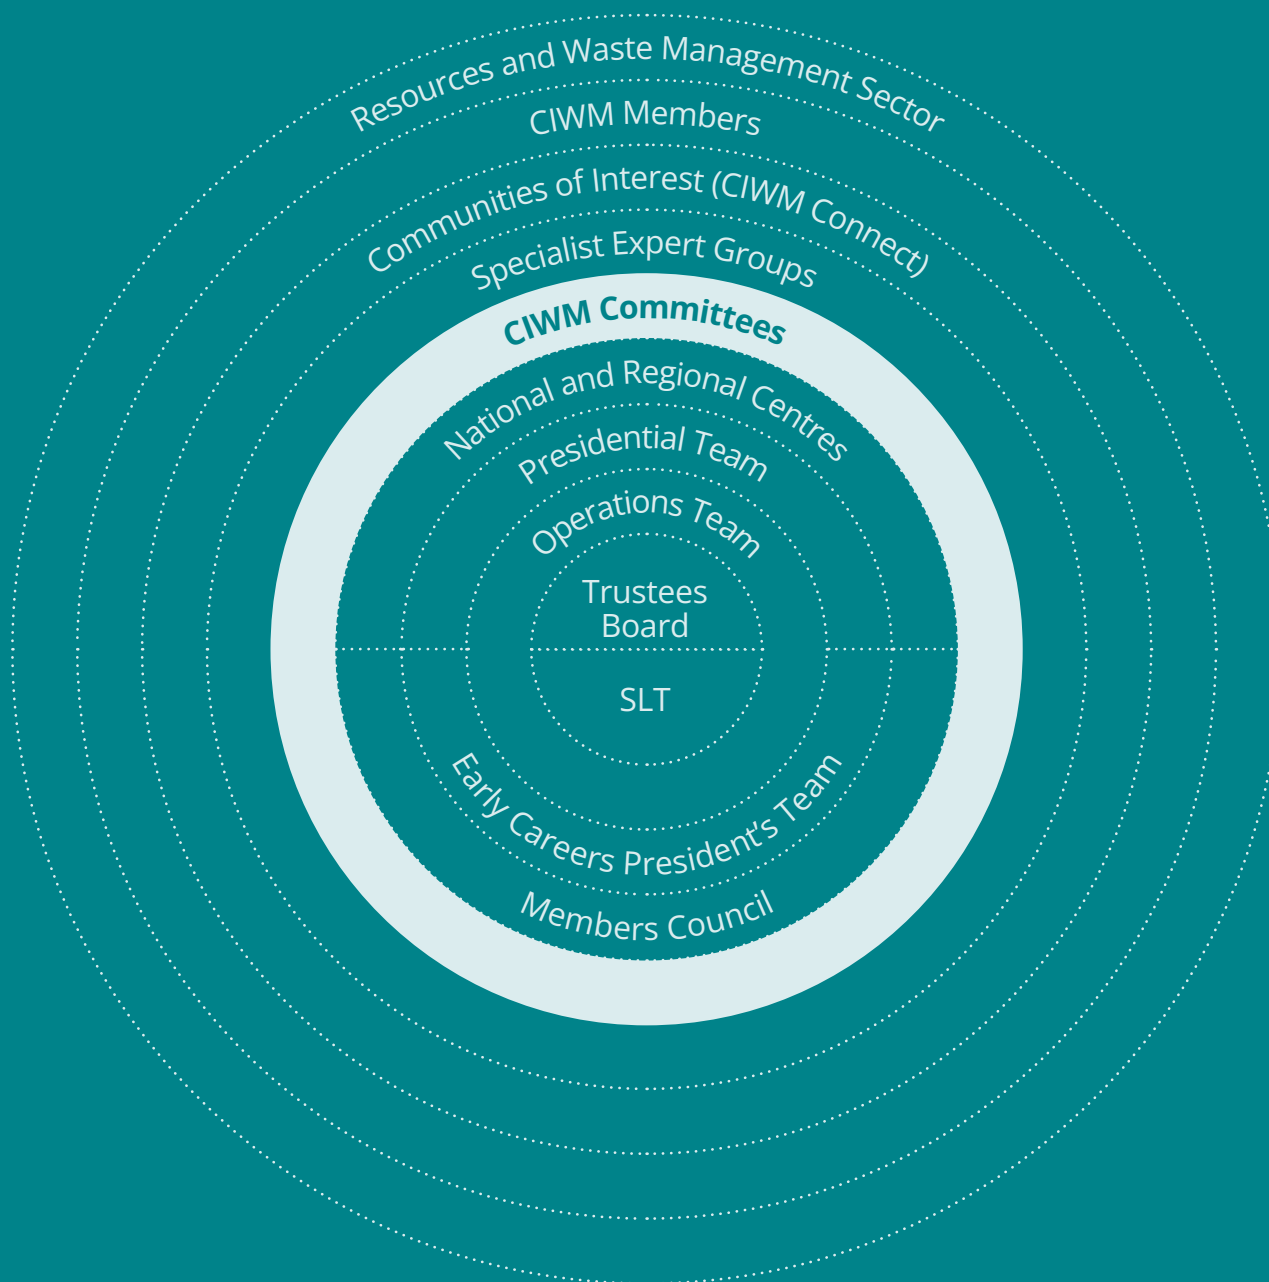 Resources and Waste Management Sector
CIWM Members
Communities of Interest (CIWM Connect)
Specialist Expert Groups
CIWM Committees
National and Regional Centres
Presidential Team
Operations Team
Trustees
Board
SLT
Early Careers President’s Team
Members Council